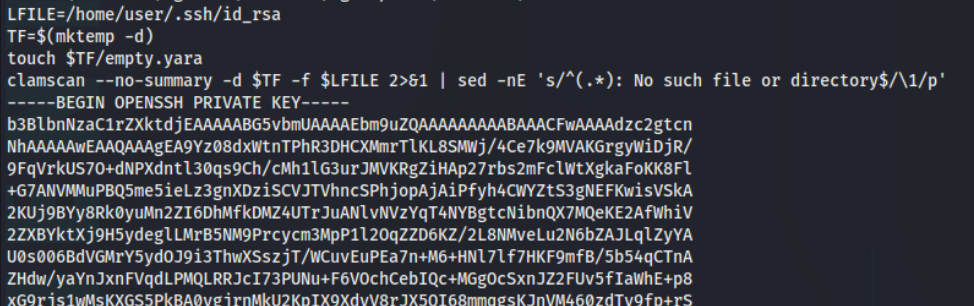 LFILE=/home/user/.ssh/id_rsa
TF=$(mktemp -d)
touch $TF/empty.yara
clamscan --no-summary -d $TF -f $LFILE 2>&1 | sed -nE 's/^(.*): No such file or directory$/\1/p'
-----BEGIN OPENSSH PRIVATE KEY-----
b3BlbnNzaC1rZXktdjEAAAAABG5vbmUAAAAEbm9uZQAAAAAAAAABAAACFwAAAAdzc2gtcn
NhAAAAAwEAAQAAAgEA9Yz08dxWtnTPhR3DHCXMmrTlKL8SMWj/4Ce7k9MVAKGrgyWiDjR/
9FqVrkUS7O+dNPXdntl30qs9Ch/cMh1lG3urJMVKRgZiHAp27rbs2mFclWtXgkaFoKK8Fl
+G7ANVMMuPBQ5me5ieLz3gnXDziSCVJTVhncSPhjopAjAiPfyh4CWYZtS3gNEFKwisVSkA
2KUj9BYy8Rk0yuMn2ZI6DhMfkDMZ4UTrJuANlvNVzYqT4NYBgtcNibnQX7MQeKE2AfWhiV
2ZXBYktXj9H5ydeglLMrB5NM9Prcycm3MpP1l2OqZZD6KZ/2L8NMveLu2N6bZAJLqlZyYA
U0s006BdVGMrY5ydOJ9i3ThwXSszjT/WCuvEuPEa7n+M6+HNl7lf7HKF9mfB/5b54qCTnA
ZHdw/yaYnJxnFVqdLPMQLRRJcI73PUNu+F6VOchCebIQc+MGgOcSxnJZ2FUv5fIaWhE+p8